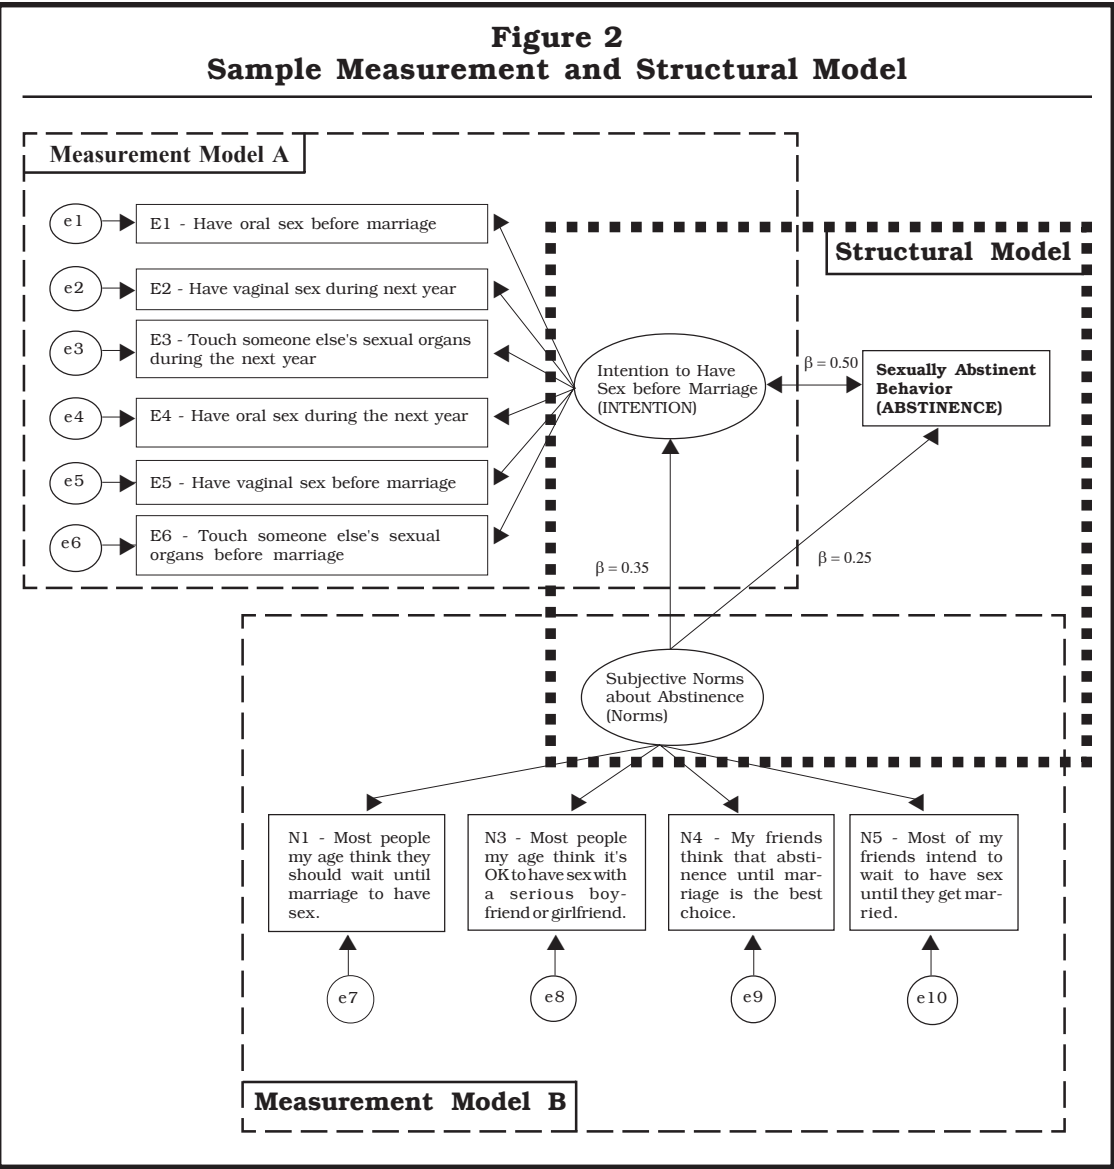 Figure 2
Sample Measurement and Structural Model
Measurement Model A
e1
E1 - Have oral sex before marriage
Structural Model
e2
E2 - Have vaginal sex during next year
e3
E3 - Touch someone else's sexual organs
during the next year
e4
E4 - Have oral sex during the next year
e5
E5 - Have vaginal sex before marriage
e6
E6 - Touch someone else's sexual
organs before marriage
Intention to Have
Sex before Marriage
(INTENTION)
β = 0.50
Sexually Abstinent
Behavior
(ABSTINENCE)
β = 0.35
β = 0.25
Subjective Norms
about Abstinence
(Norms)
N1 - Most people
my age think they
should wait until
marriage to have
sex.
N3 - Most people
my age think it's
OK to have sex with
a serious boy-
friend or girlfriend.
N4 - My friends
think that absti-
nence until mar-
riage is the best
choice.
N5 - Most of my
friends intend to
wait to have sex
until they get mar-
ried.
e7
e8
e9
e10
Measurement Model B